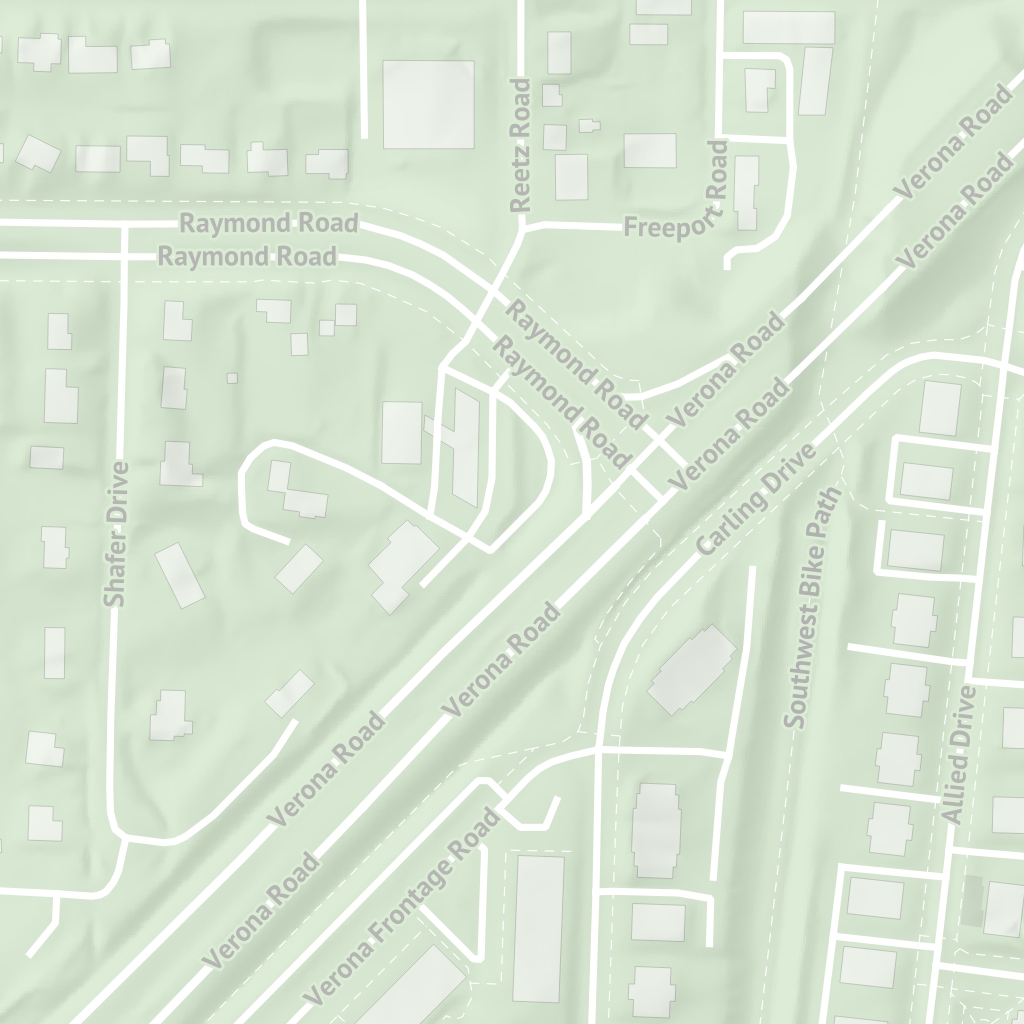 Reetz Road
Verona Road
Freeport Road
Raymond Road
Verona Road
Raymond Road
Raymond Road
Verona Road
Raymond Road
Verona Road
Carling Drive
Shafer Drive
Southwest Bike Path
Verona Road
Verona Road
Allied Drive
Verona Frontage Road
Verona Road